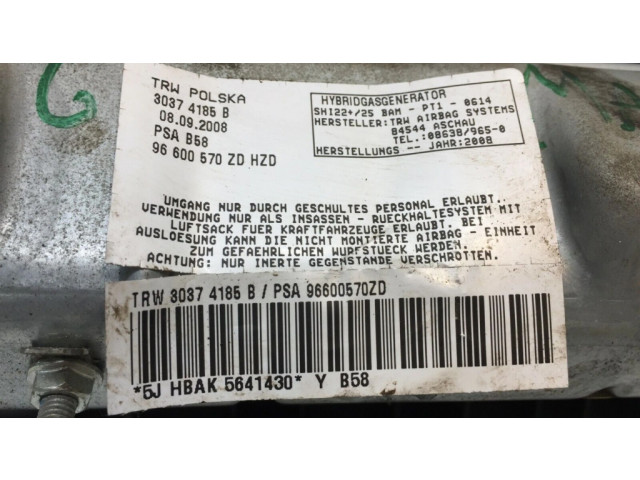 G
TRW POLSKA
3037 4185 B
08.09.2008
PSA B58
96 600 570 ZD HZD
HYBRIDGASGENERATOR
SHI22+/25 BAM - PT1 - 0614
HERSTELLER: TRW AIRBAG SYSTEMS
84544 ASCHAU
TEL.:08638/965-0
HERSTELLUNGS -- JAHR:2008
UMGANG NUR DURCH GESCHULTES PERSONAL ERLAUBT..
VERWENDUNG NUR ALS INSASSEN - RUECKHALTESYSTEM MIT
LUFTSACK FUER KRAFTFAHRZEUGE ERLAUBT. BEI
AUSLOESUNG KANN DIE NICHT MONTIERTE AIRBAG - EINHEIT
ZUM GEFAEHRLICHEN WUPFSTUECK WERDEN.
ACHTUNG: NUR INERTE GEGENSTANDE VERSCHROTTEN.
TRW 3037 4185 B / PSA 96600570ZD
*5J HBAK 5641430* Y B58